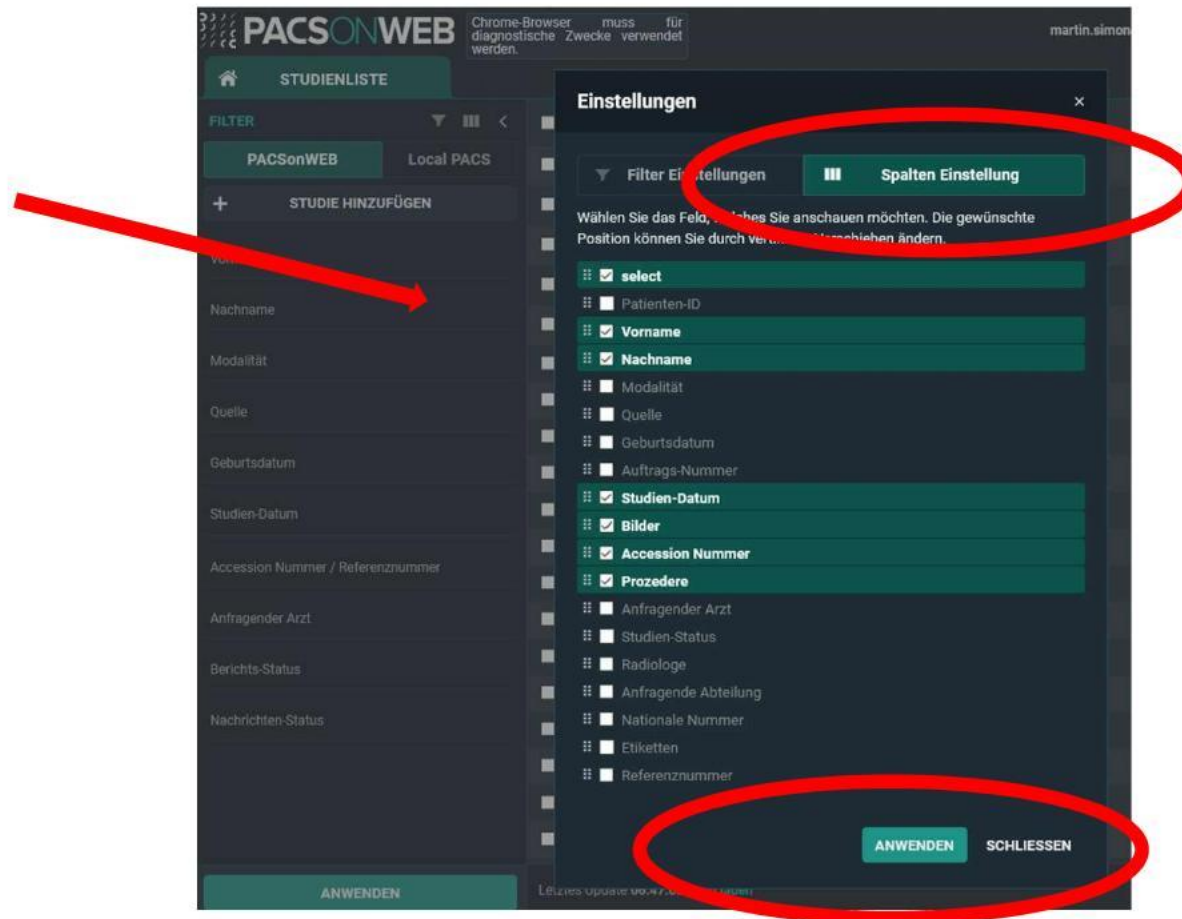 PACSONWEB
Chrome-Browser muss für
diagnostische Zwecke verwendet
werden.
martin.simon
STUDIENLISTE
FILTER
PACSonWEB
Local PACS
+ STUDIE HINZUFÜGEN
Nachname
Modalität
Quelle
Geburtsdatum
Studien-Datum
Accession Nummer / Referenznummer
Anfragender Arzt
Berichts-Status
Nachrichten-Status
ANWENDEN
Einstellungen
×
Filter Einstellungen
Spalten Einstellung
Wählen Sie das Feld, welches Sie anschauen möchten. Die gewünschte
Position können Sie durch Verschieben ändern.
select
Patienten-ID
Vorname
Nachname
Modalität
Quelle
Geburtsdatum
Auftrags-Nummer
Studien-Datum
Bilder
Accession Nummer
Prozedere
Anfragender Arzt
Studien-Status
Radiologe
Anfragende Abteilung
Nationale Nummer
Etiketten
Referenznummer
ANWENDEN
SCHLIESSEN
Letztes Update